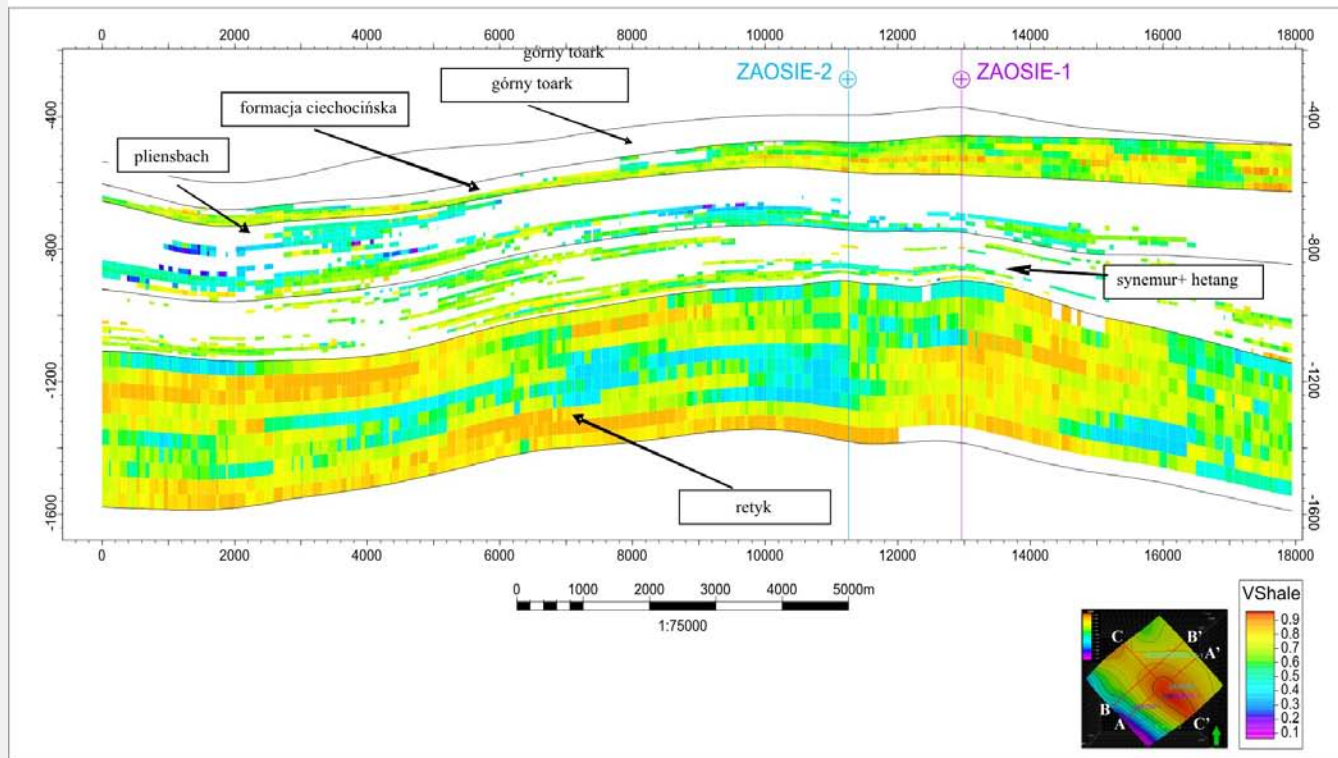 0 2000 4000 6000 8000 10000 12000 14000 16000 18000
górny toark
ZAOSIE-2
ZAOSIE-1
górny toark
formacja ciechocińska
pliensbach
-400
-400
-800
-800
synemur+ hetang
-1200
-1200
retyk
-1600
-1600
0 2000 4000 6000 8000 10000 12000 14000 16000 18000
0 1000 2000 3000 4000 5000m
1:75000
VShale
0.9
0.8
0.7
0.6
0.5
0.4
0.3
0.2
0.1
C B'
A'
B
A C'